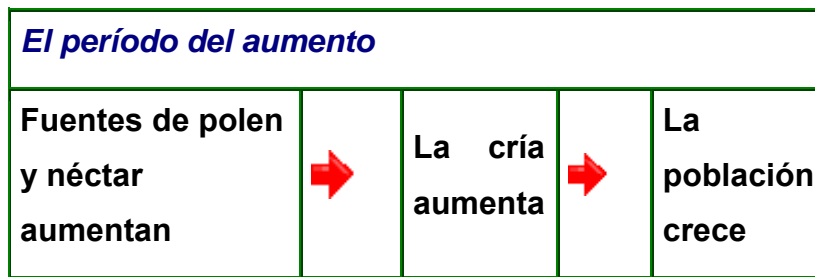 El período del aumento
Fuentes de polen
y néctar
aumentan
La cría
aumenta
La
población
crece